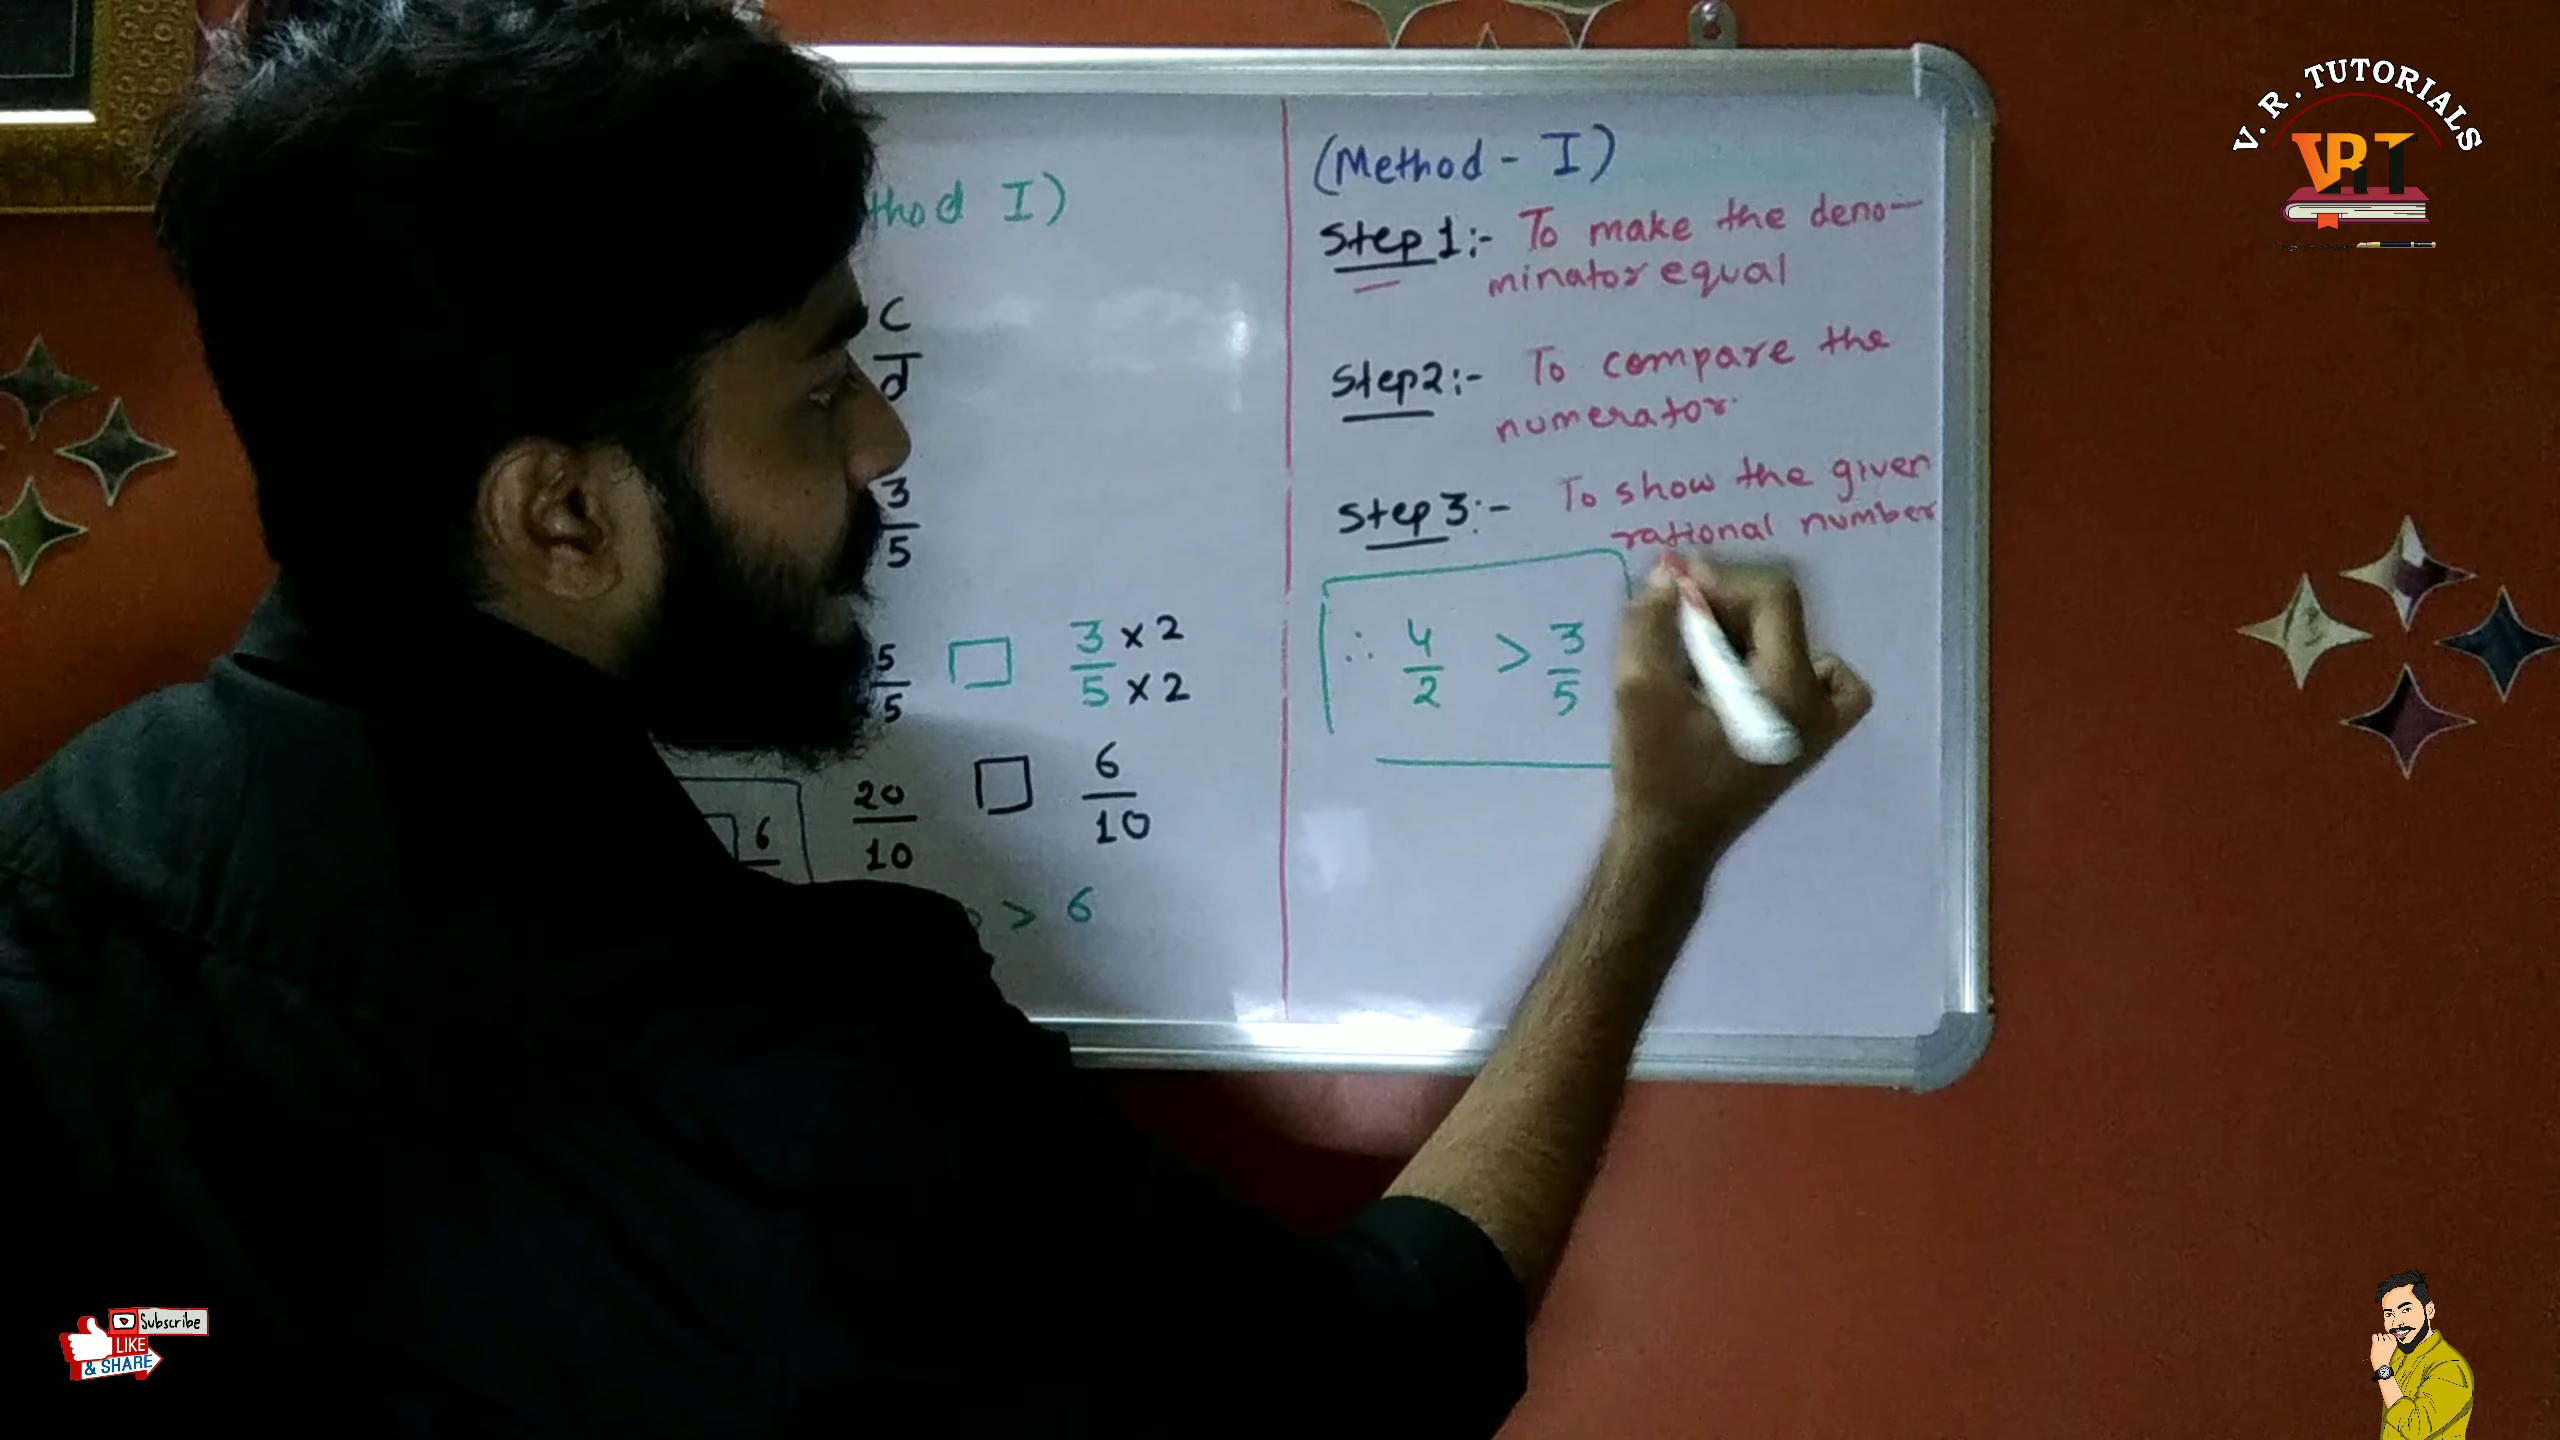 V. R. TUTORIALS
VRT
thod I)
c
d
3
5
5 □ 3 × 2
5 5 × 2
20 □ 6
10 10
6
> 6
(Method - I)
Step 1:- To make the deno-
minator equal
Step2:- To compare the
numerator.
Step 3:- To show the given
rational number
∴ 4 > 3
2 5
Subscribe
LIKE
& SHARE